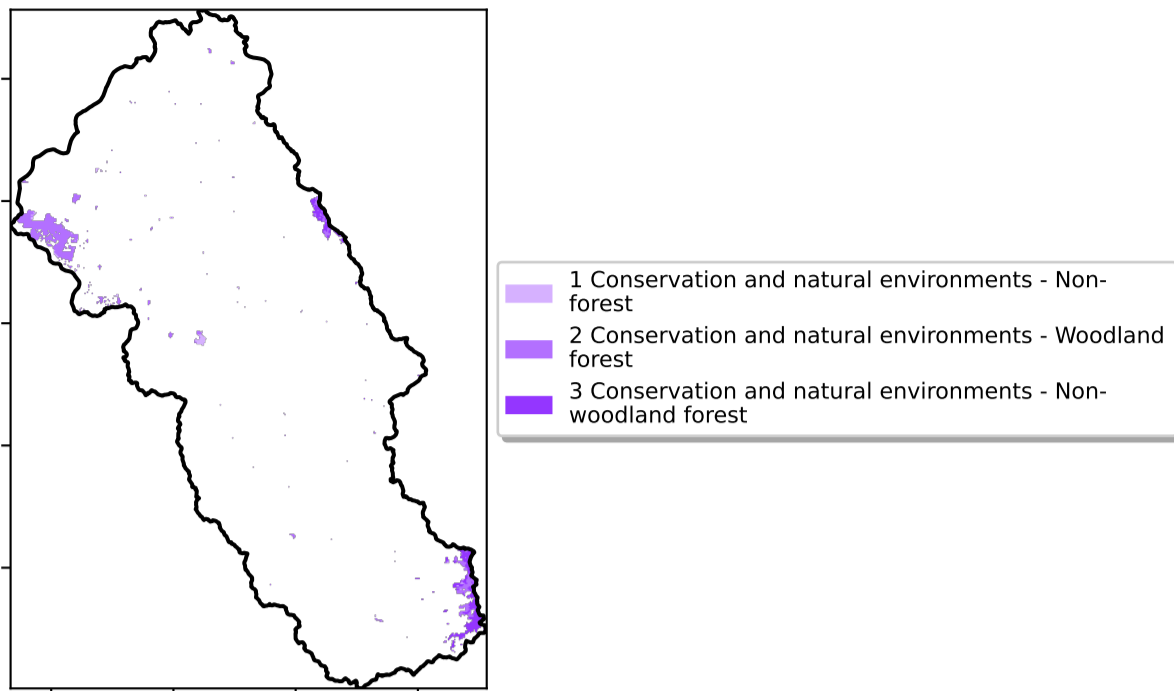 1 Conservation and natural environments - Non-
forest
2 Conservation and natural environments - Woodland
forest
3 Conservation and natural environments - Non-
woodland forest